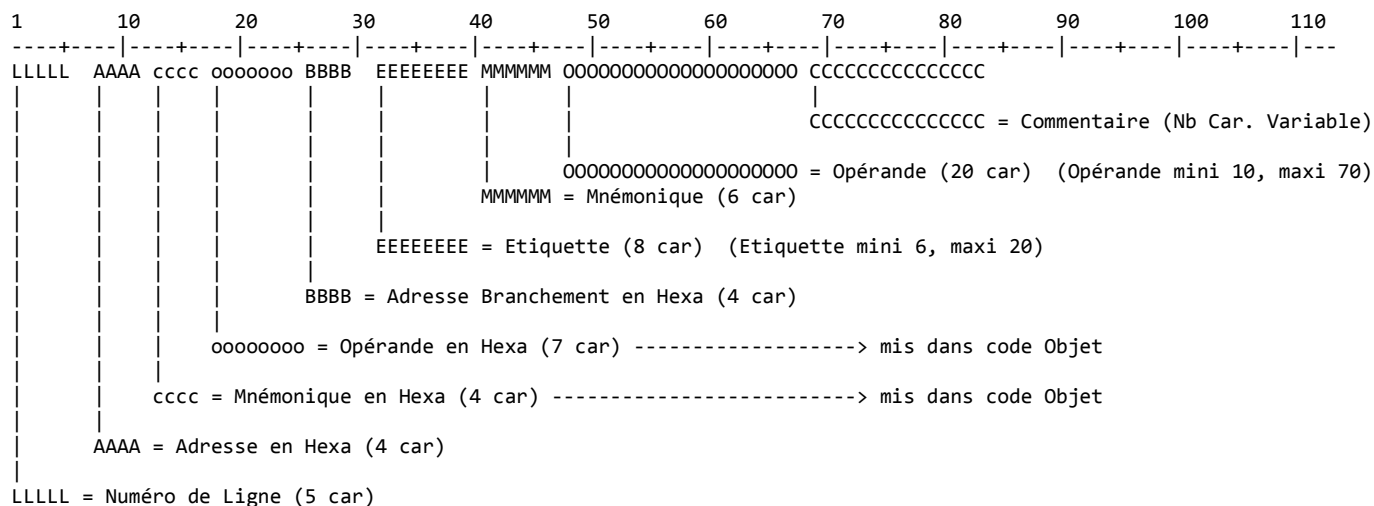 1        10        20        30        40        50        60        70        80        90        100       110
----+----|----+----|----+----|----+----|----+----|----+----|----+----|----+----|----+----|----+----|----+----|---
LLLLL  AAAA cccc ooooooo BBBB  EEEEEEEE MMMMMM OOOOOOOOOOOOOOOOOOOO CCCCCCCCCCCCCCC
CCCCCCCCCCCCCCC = Commentaire (Nb Car. Variable)
OOOOOOOOOOOOOOOOOOOO = Opérande (20 car)  (Opérande mini 10, maxi 70)
MMMMMM = Mnémonique (6 car)
EEEEEEEE = Etiquette (8 car)  (Etiquette mini 6, maxi 20)
BBBB = Adresse Branchement en Hexa (4 car)
oooooooo = Opérande en Hexa (7 car) -------------------> mis dans code Objet
cccc = Mnémonique en Hexa (4 car) --------------------------> mis dans code Objet
AAAA = Adresse en Hexa (4 car)
LLLLL = Numéro de Ligne (5 car)